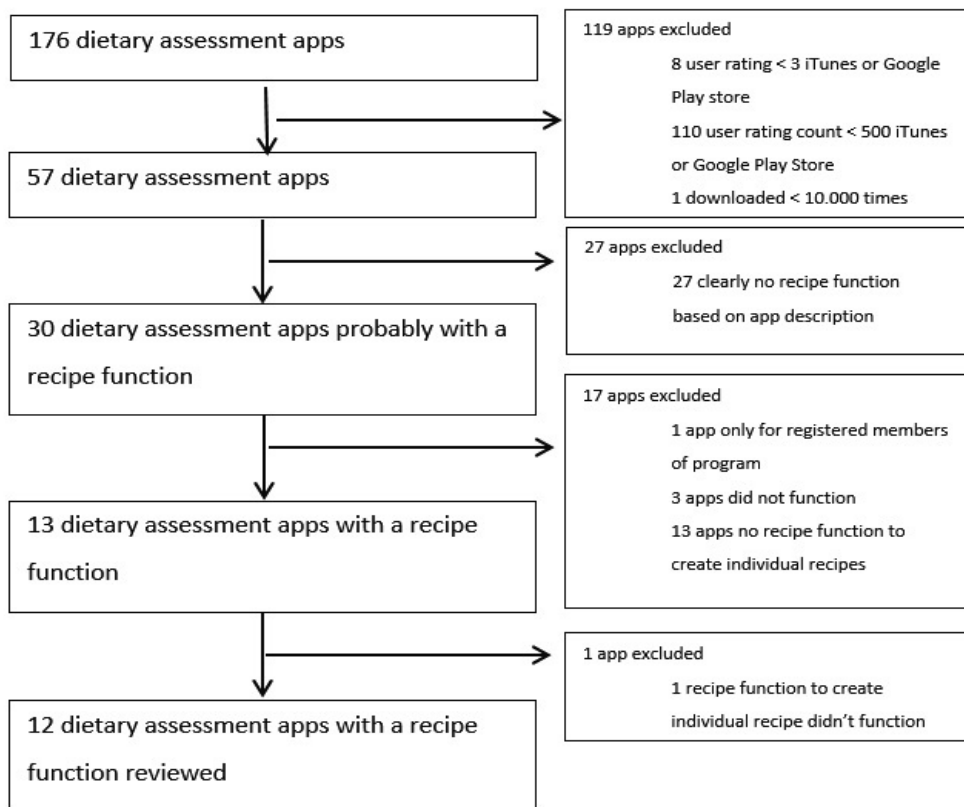 176 dietary assessment apps
119 apps excluded
8 user rating < 3 iTunes or Google
Play store
110 user rating count < 500 iTunes
or Google Play Store
1 downloaded < 10.000 times
57 dietary assessment apps
27 apps excluded
27 clearly no recipe function
based on app description
30 dietary assessment apps probably with a
recipe function
17 apps excluded
1 app only for registered members
of program
3 apps did not function
13 apps no recipe function to
create individual recipes
13 dietary assessment apps with a recipe
function
1 app excluded
1 recipe function to create
individual recipe didn’t function
12 dietary assessment apps with a recipe
function reviewed